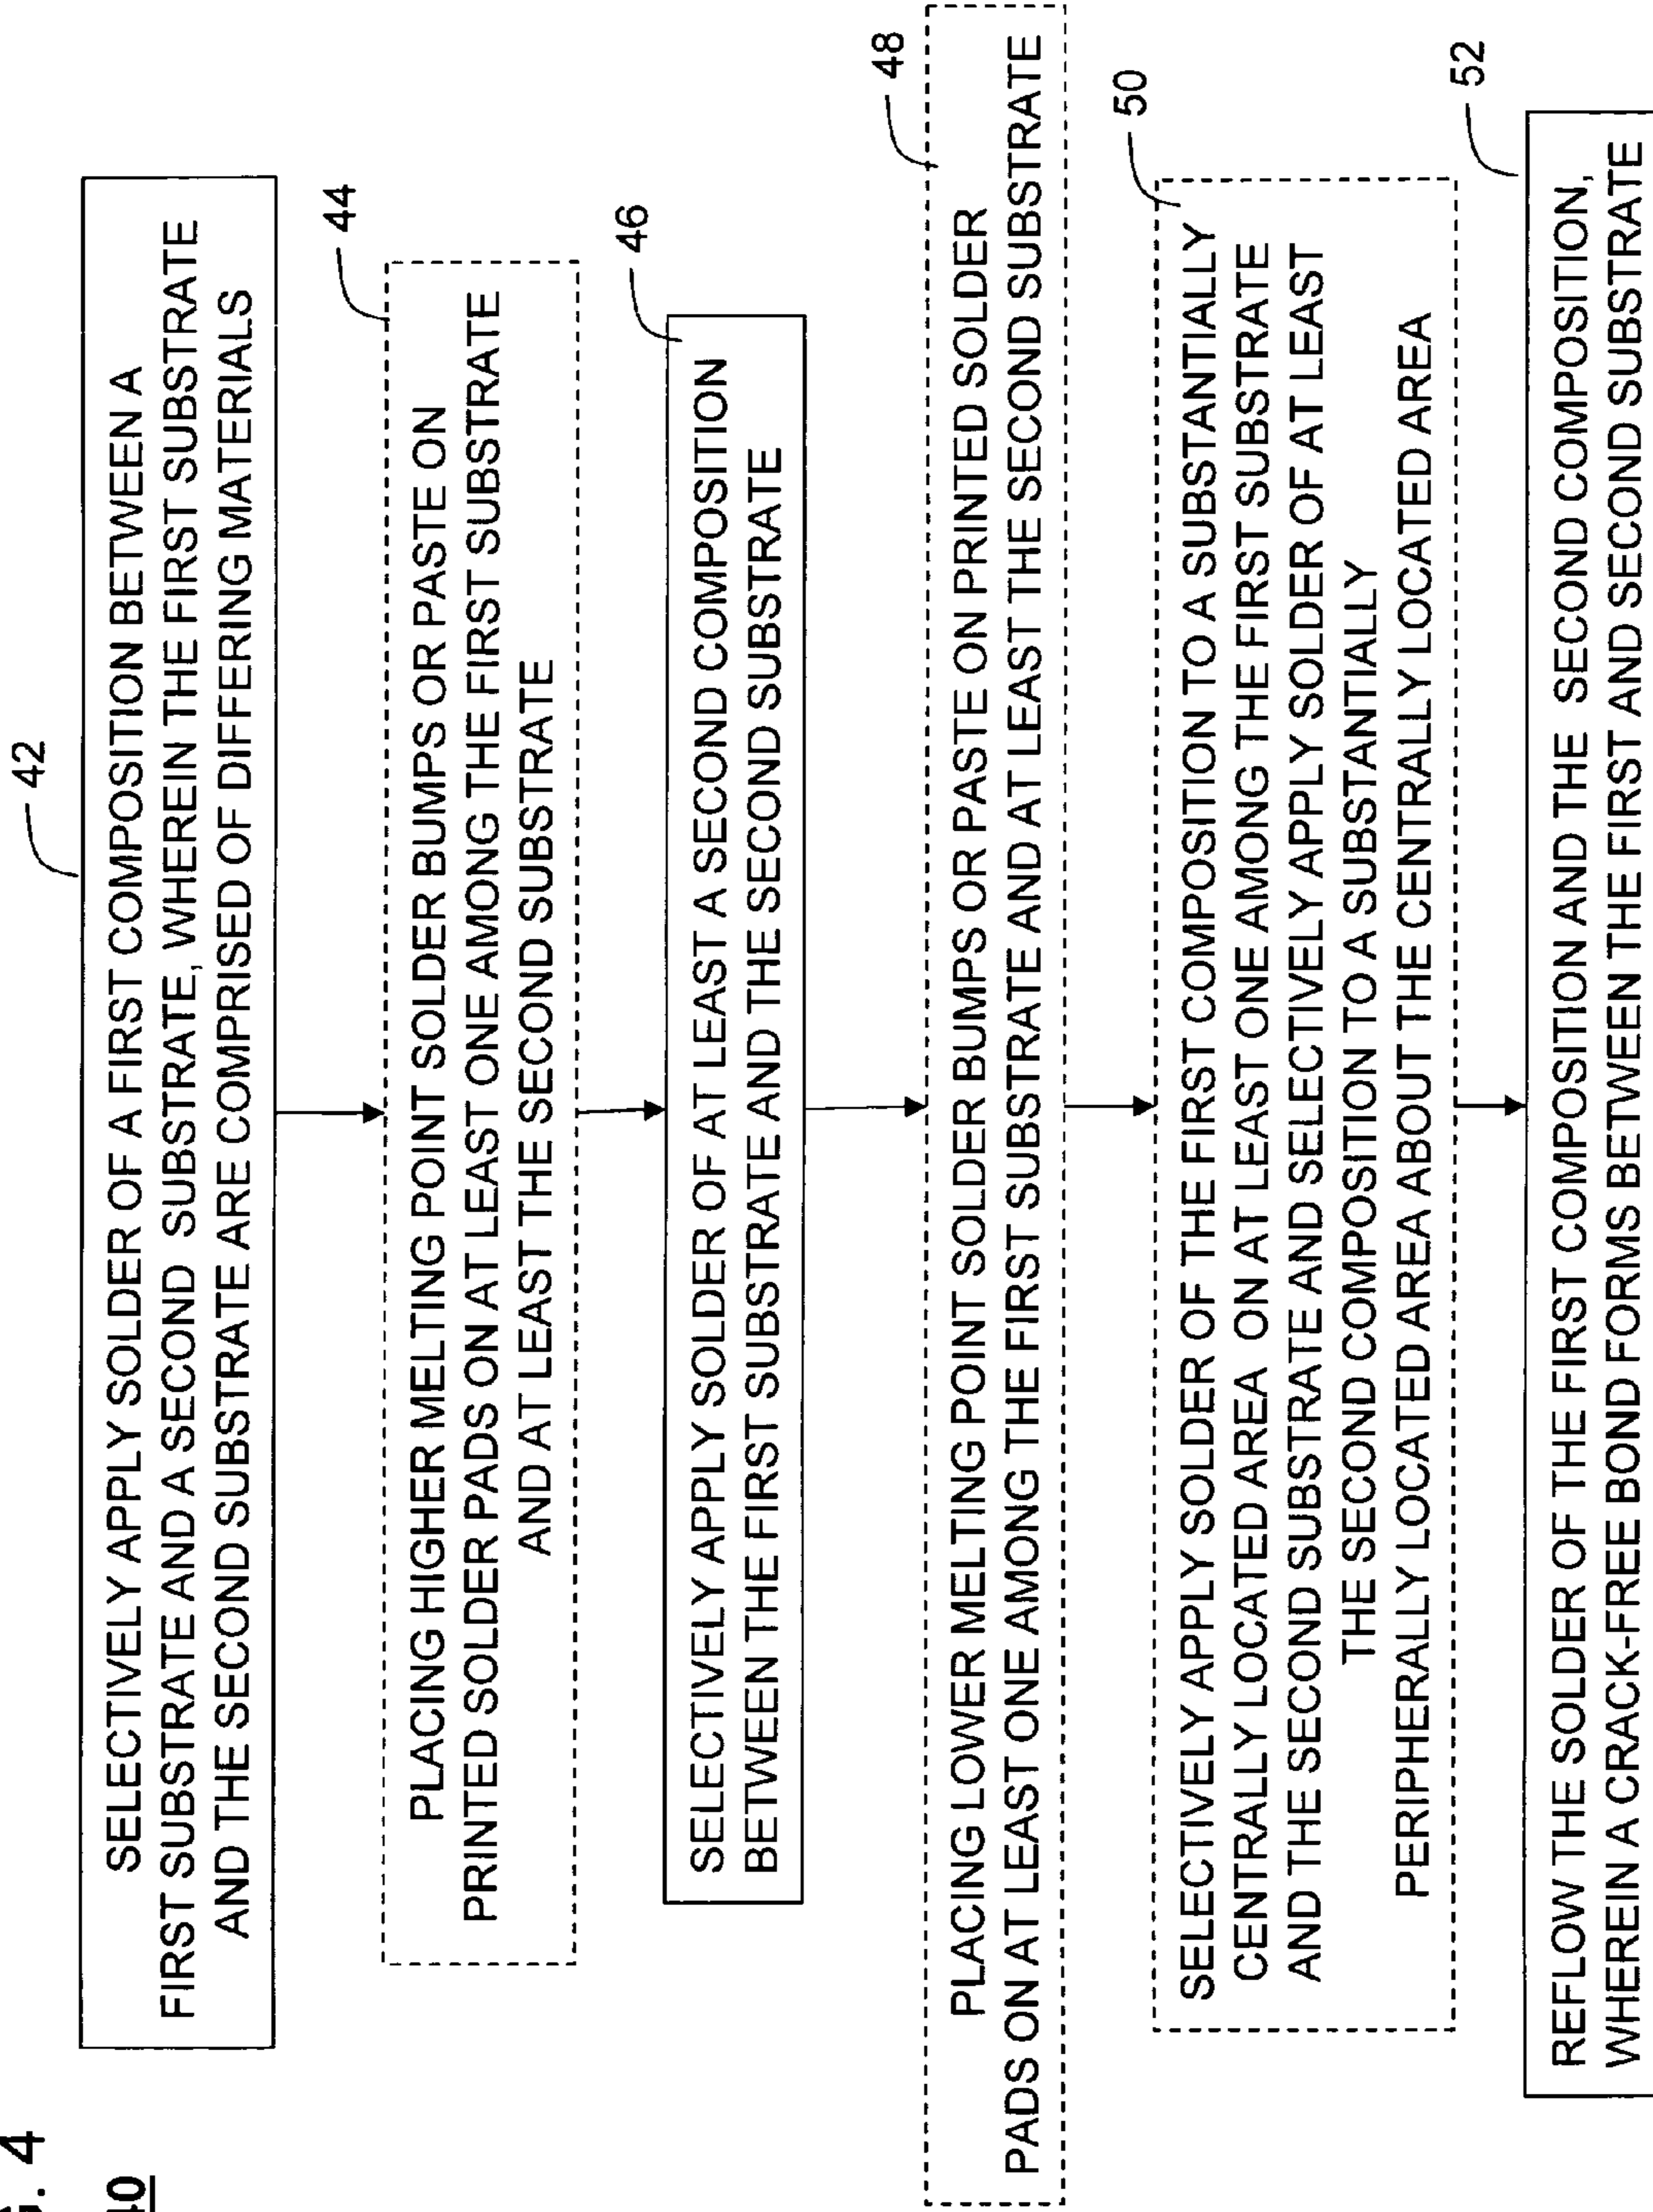 G. 4
40
42
SELECTIVELY APPLY SOLDER OF A FIRST COMPOSITION BETWEEN A
FIRST SUBSTRATE AND A SECOND SUBSTRATE, WHEREIN THE FIRST SUBSTRATE
AND THE SECOND SUBSTRATE ARE COMPRISED OF DIFFERING MATERIALS
44
PLACING HIGHER MELTING POINT SOLDER BUMPS OR PASTE ON
PRINTED SOLDER PADS ON AT LEAST ONE AMONG THE FIRST SUBSTRATE
AND AT LEAST THE SECOND SUBSTRATE
46
SELECTIVELY APPLY SOLDER OF AT LEAST A SECOND COMPOSITION
BETWEEN THE FIRST SUBSTRATE AND THE SECOND SUBSTRATE
48
PLACING LOWER MELTING POINT SOLDER BUMPS OR PASTE ON PRINTED SOLDER
PADS ON AT LEAST ONE AMONG THE FIRST SUBSTRATE AND AT LEAST THE SECOND SUBSTRATE
50
SELECTIVELY APPLY SOLDER OF THE FIRST COMPOSITION TO A SUBSTANTIALLY
CENTRALLY LOCATED AREA ON AT LEAST ONE AMONG THE FIRST SUBSTRATE
AND THE SECOND SUBSTRATE AND SELECTIVELY APPLY SOLDER OF AT LEAST
THE SECOND COMPOSITION TO A SUBSTANTIALLY
PERIPHERALLY LOCATED AREA ABOUT THE CENTRALLY LOCATED AREA
52
REFLOW THE SOLDER OF THE FIRST COMPOSITION AND THE SECOND COMPOSITION,
WHEREIN A CRACK-FREE BOND FORMS BETWEEN THE FIRST AND SECOND SUBSTRATE